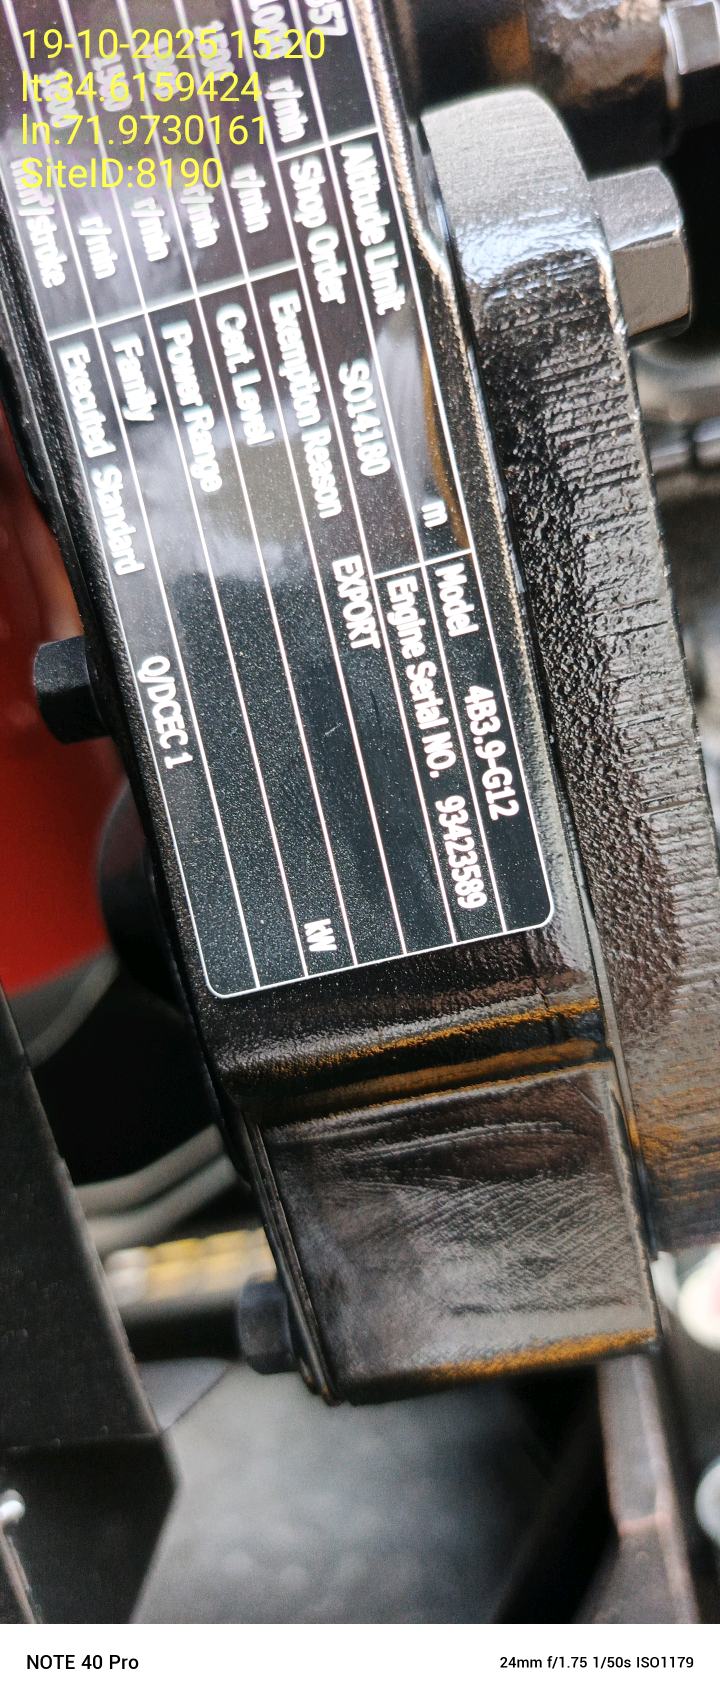 19-10-2025 15:20
lt:34.6159424
ln:71.9730161
SiteID:8190
Model 4B3.9-G12
Engine Serial NO. 93423589
Altitude Limit m
Shop Order SO14180
Exemption Reason EXPORT
Cert. Level
Power Range kW
Family
Executed Standard Q/DCEC 1
r/min
r/min
r/min
r/min
r/min
/stroke
NOTE 40 Pro
24mm f/1.75 1/50s ISO1179